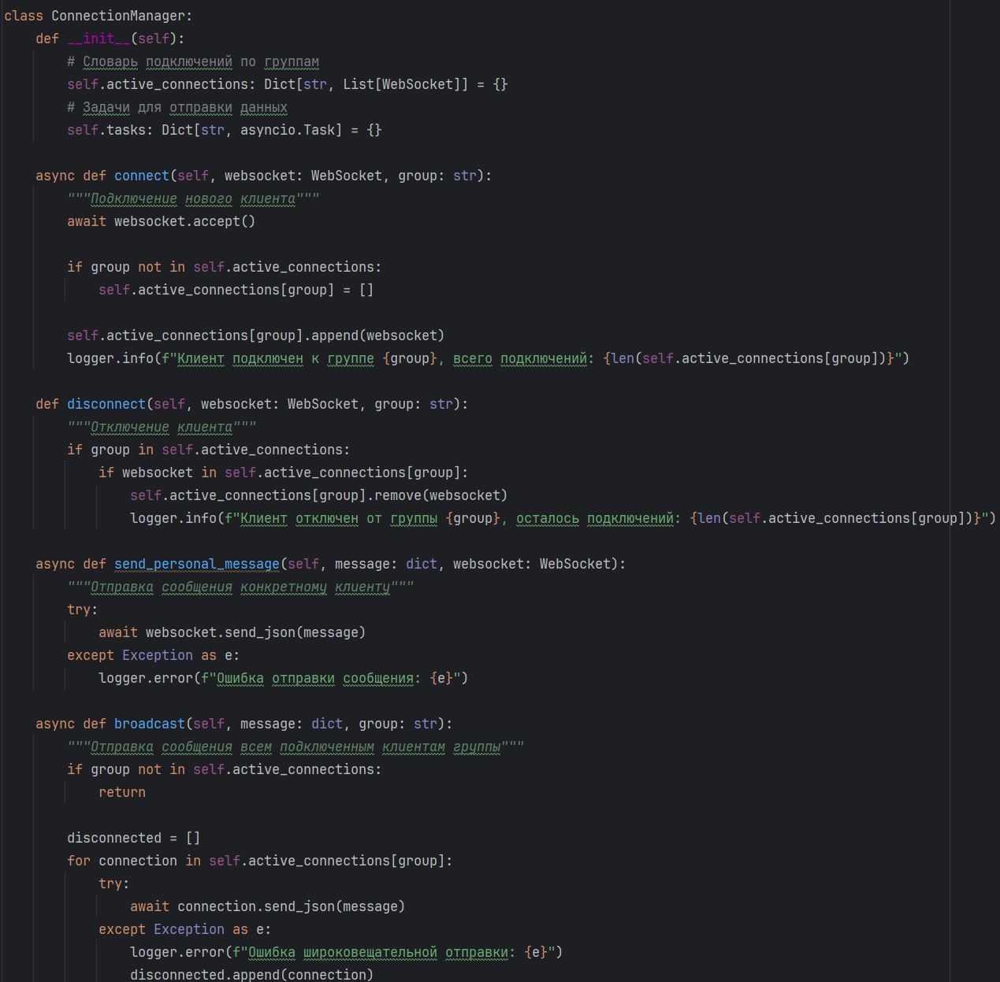 class ConnectionManager:
    def __init__(self):
        # Словарь подключений по группам
        self.active_connections: Dict[str, List[WebSocket]] = {}
        # Задачи для отправки данных
        self.tasks: Dict[str, asyncio.Task] = {}

    async def connect(self, websocket: WebSocket, group: str):
        """Подключение нового клиента"""
        await websocket.accept()

        if group not in self.active_connections:
            self.active_connections[group] = []

        self.active_connections[group].append(websocket)
        logger.info(f"Клиент подключен к группе {group}, всего подключений: {len(self.active_connections[group])}")

    def disconnect(self, websocket: WebSocket, group: str):
        """Отключение клиента"""
        if group in self.active_connections:
            if websocket in self.active_connections[group]:
                self.active_connections[group].remove(websocket)
                logger.info(f"Клиент отключен от группы {group}, осталось подключений: {len(self.active_connections[group])}")

    async def send_personal_message(self, message: dict, websocket: WebSocket):
        """Отправка сообщения конкретному клиенту"""
        try:
            await websocket.send_json(message)
        except Exception as e:
            logger.error(f"Ошибка отправки сообщения: {e}")

    async def broadcast(self, message: dict, group: str):
        """Отправка сообщения всем подключенным клиентам группы"""
        if group not in self.active_connections:
            return

        disconnected = []
        for connection in self.active_connections[group]:
            try:
                await connection.send_json(message)
            except Exception as e:
                logger.error(f"Ошибка широковещательной отправки: {e}")
                disconnected.append(connection)